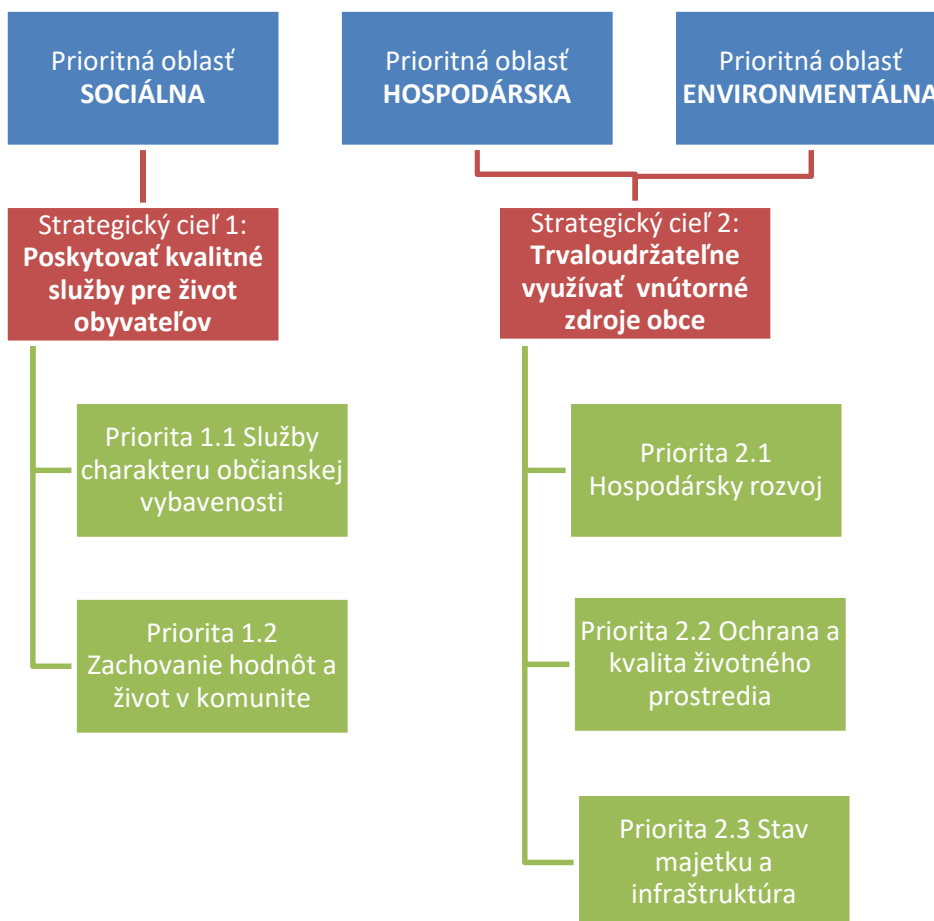 Prioritná oblasť
SOCIÁLNA
Prioritná oblasť
HOSPODÁRSKA
Prioritná oblasť
ENVIRONMENTÁLNA
Strategický cieľ 1:
Poskytovať kvalitné
služby pre život
obyvateľov
Strategický cieľ 2:
Trvaloudržateľne
využívať vnútorné
zdroje obce
Priorita 1.1 Služby
charakteru občianskej
vybavenosti
Priorita 1.2
Zachovanie hodnôt a
život v komunite
Priorita 2.1
Hospodársky rozvoj
Priorita 2.2 Ochrana a
kvalita životného
prostredia
Priorita 2.3 Stav
majetku a
infraštruktúra